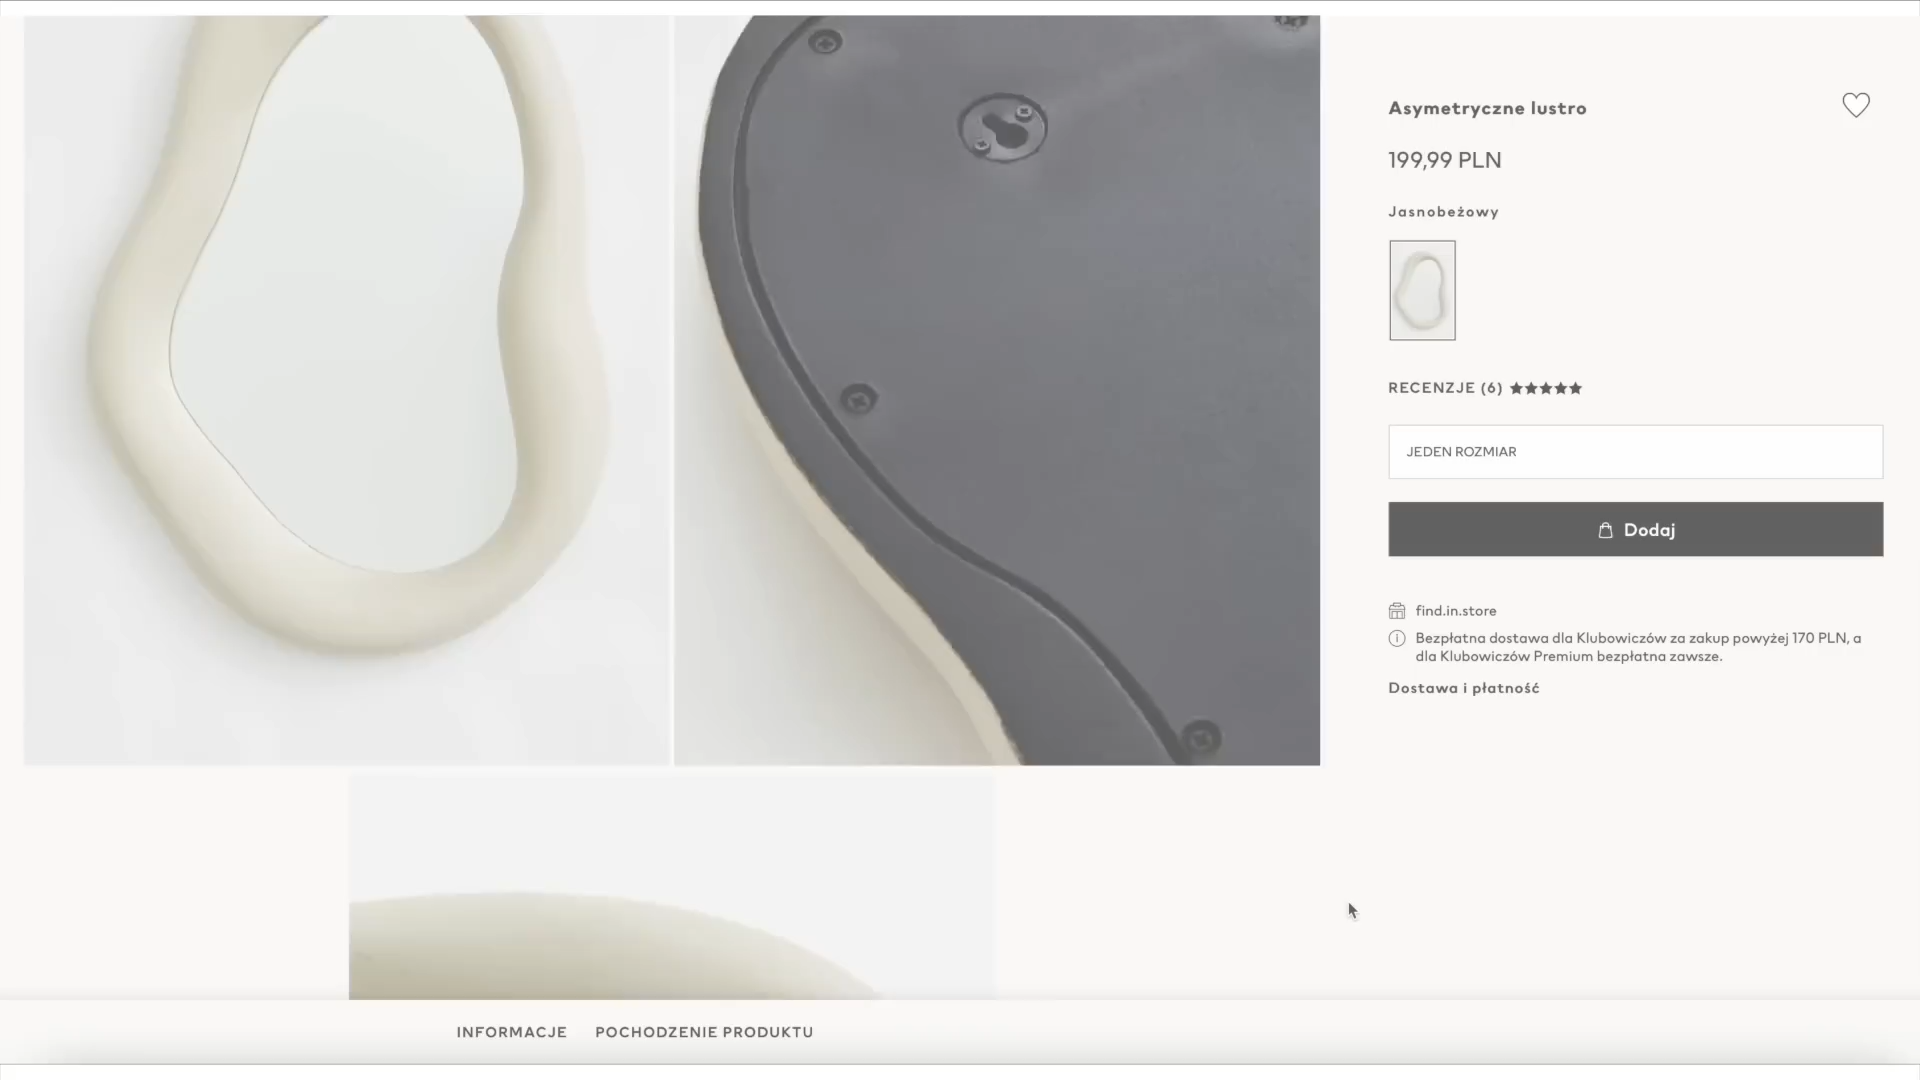 Asymetryczne lustro
199,99 PLN
Jasnobeżowy
RECENZJE (6)
JEDEN ROZMIAR
Dodaj
find.in.store
Bezpłatna dostawa dla Klubowiczów za zakup powyżej 170 PLN, a
dla Klubowiczów Premium bezpłatna zawsze.
Dostawa i płatność
INFORMACJE
POCHODZENIE PRODUKTU